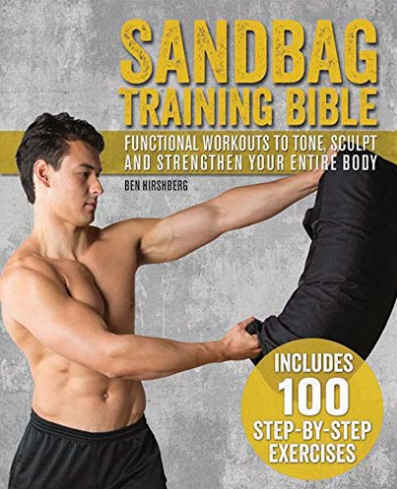 SANDBAG
TRAINING BIBLE
FUNCTIONAL WORKOUTS TO TONE, SCULPT
AND STRENGTHEN YOUR ENTIRE BODY
BEN HIRSHBERG
INCLUDES
100
STEP-BY-STEP
EXERCISES